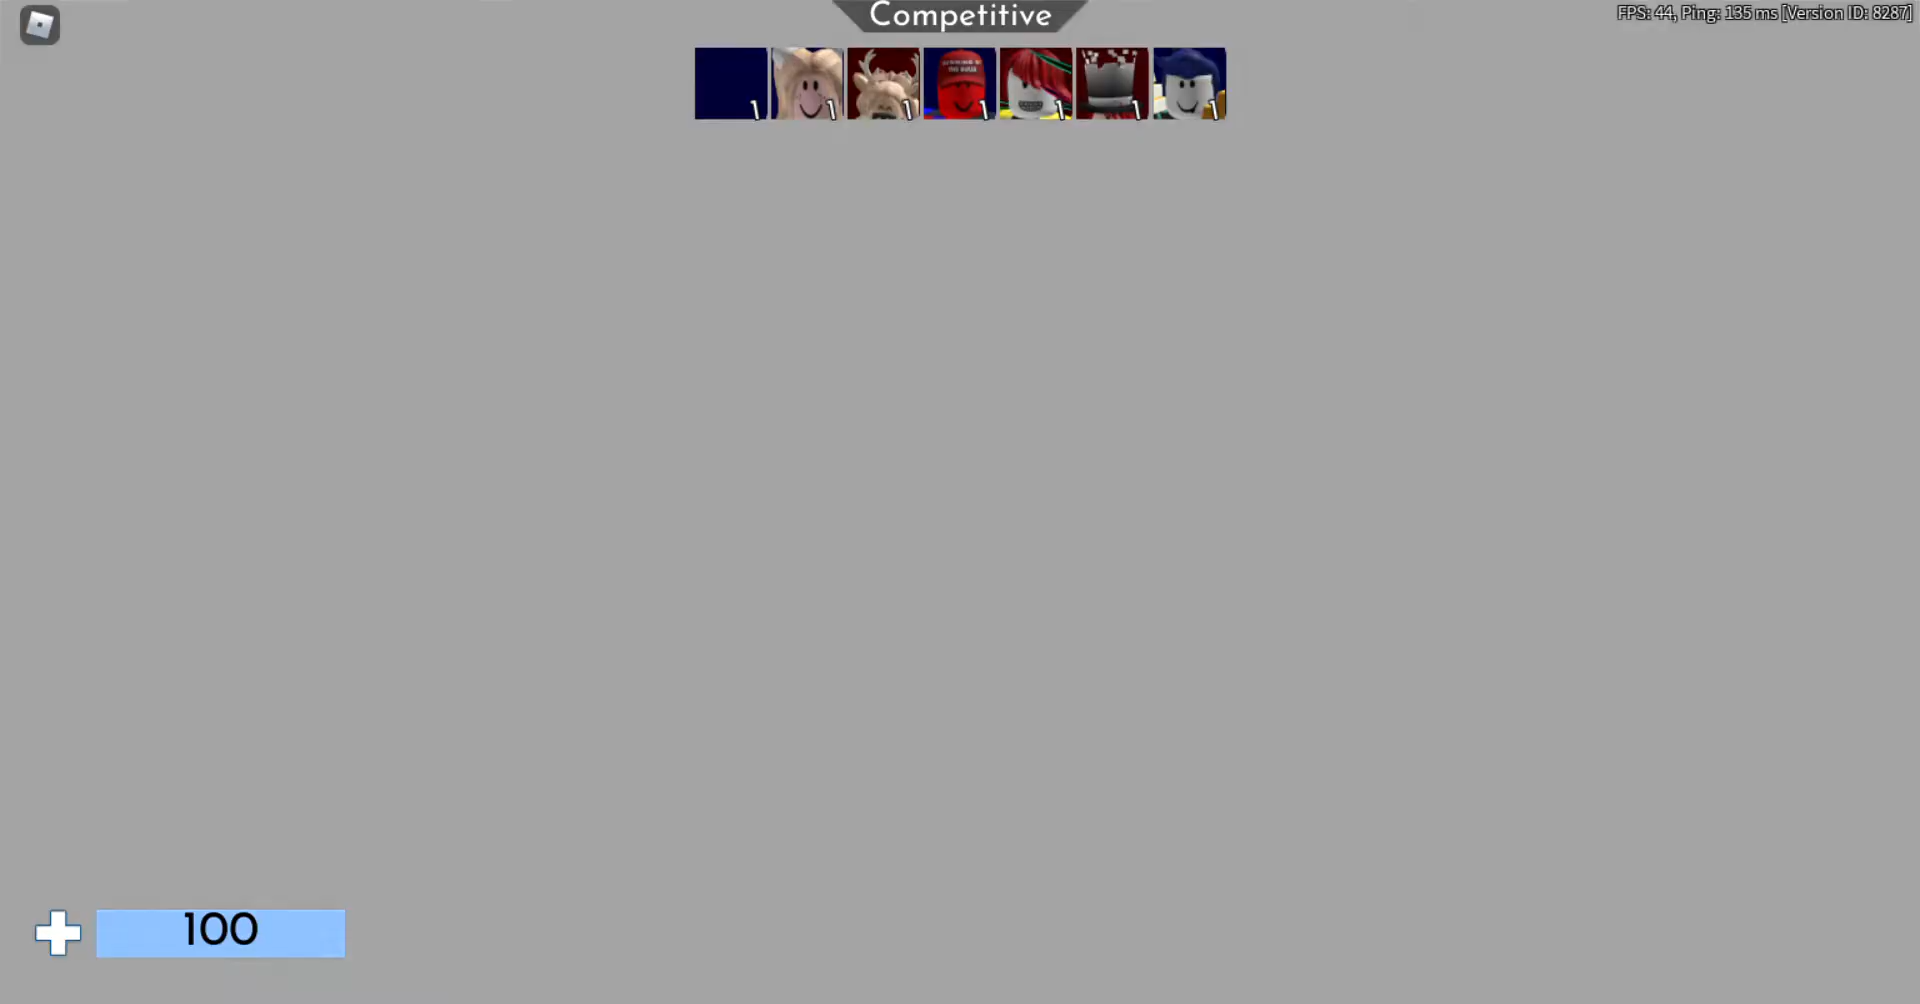 Competitive
FPS: 44, Ping: 135 ms [Version ID: 8287]
1 1 1 1 1 1 1
100